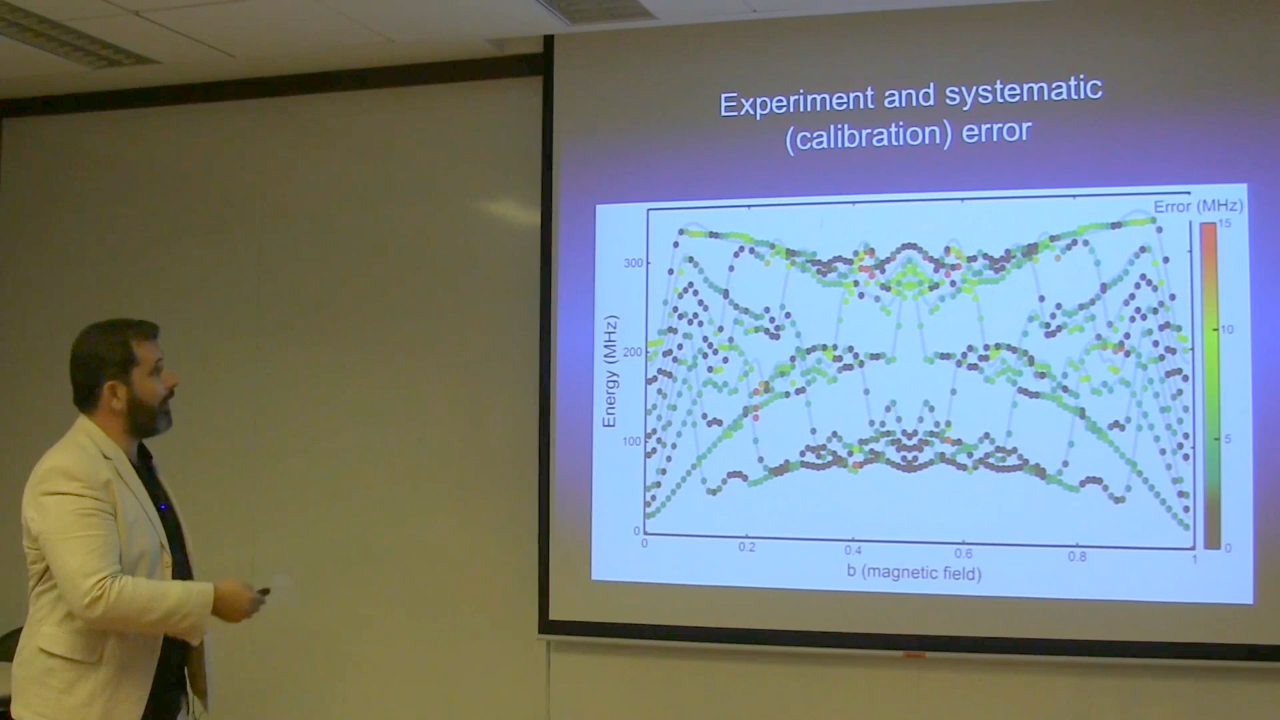 Experiment and systematic
(calibration) error
Error (MHz)
15
10
5
0
Energy (MHz)
300
200
100
0
0 0.2 0.4 0.6 0.8 1
b (magnetic field)